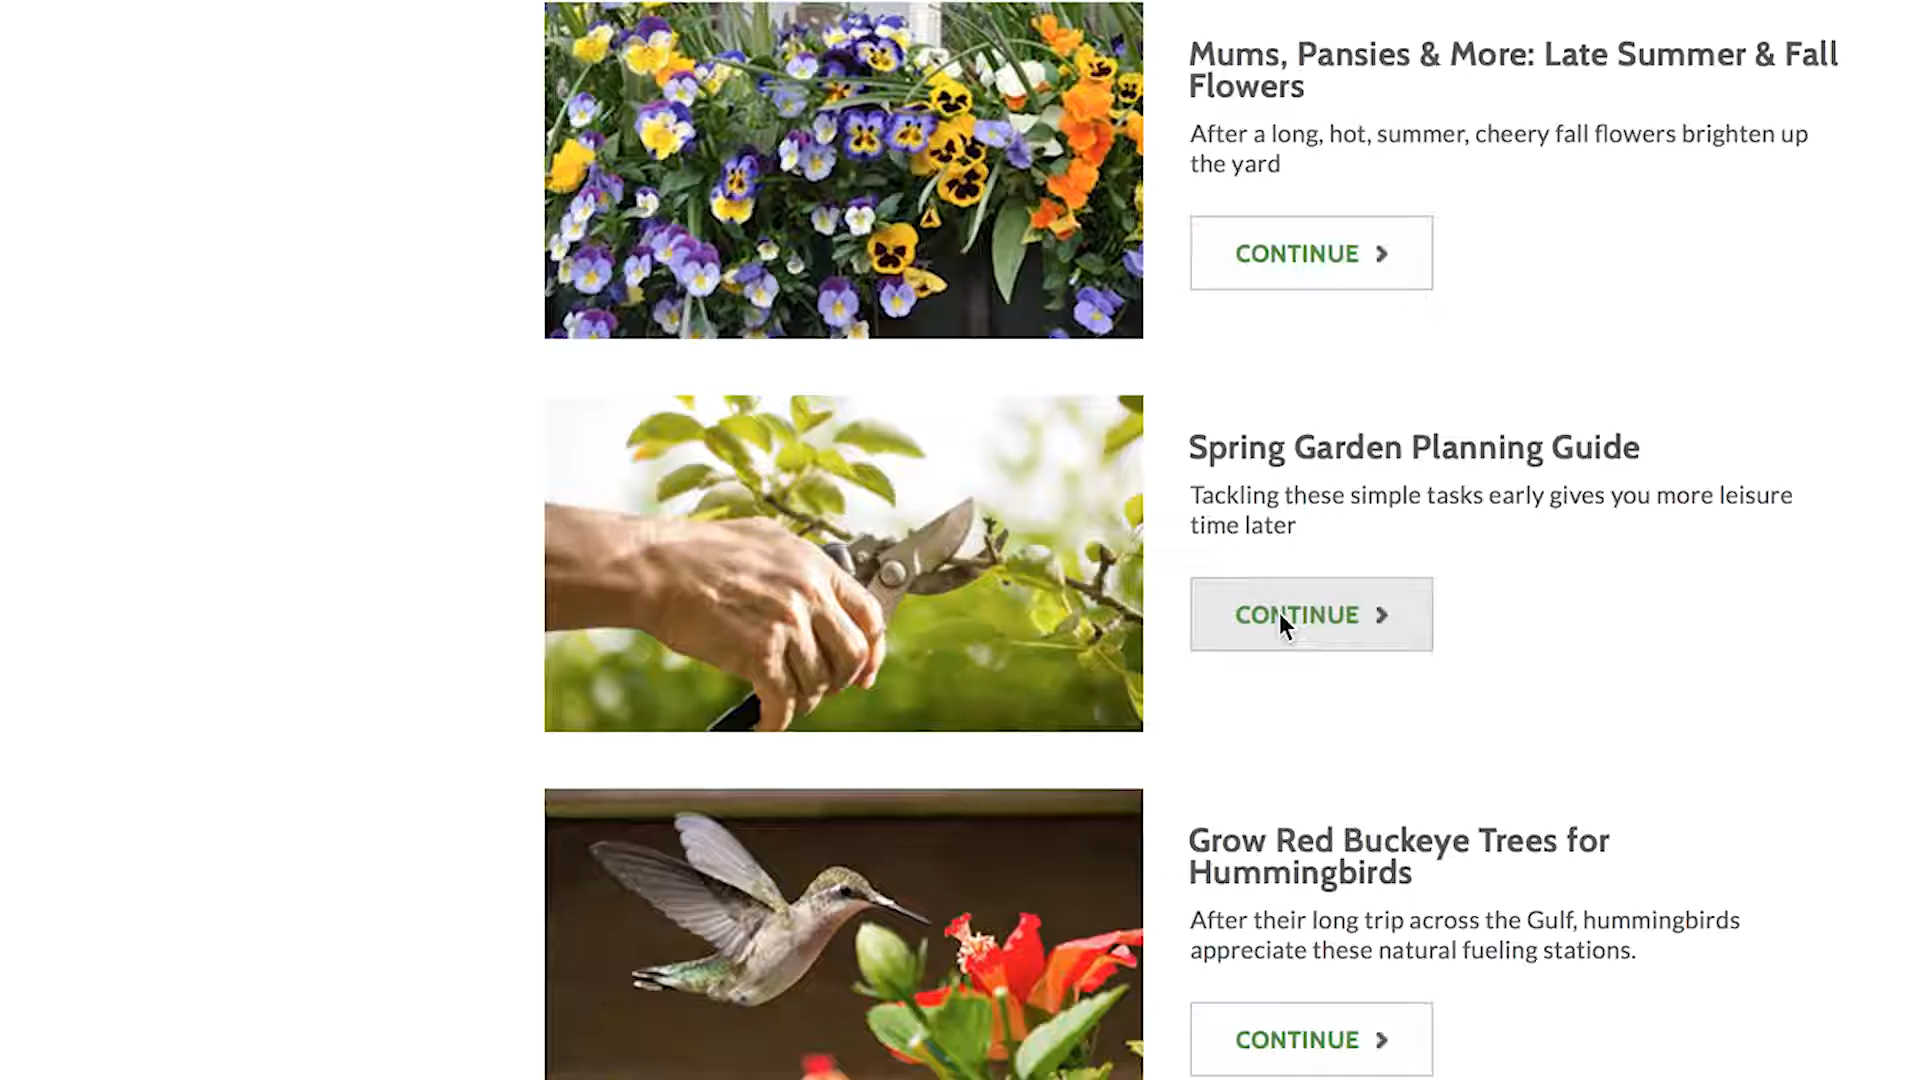 Mums, Pansies & More: Late Summer & Fall
Flowers
After a long, hot, summer, cheery fall flowers brighten up
the yard
CONTINUE
Spring Garden Planning Guide
Tackling these simple tasks early gives you more leisure
time later
CONTINUE
Grow Red Buckeye Trees for
Hummingbirds
After their long trip across the Gulf, hummingbirds
appreciate these natural fueling stations.
CONTINUE